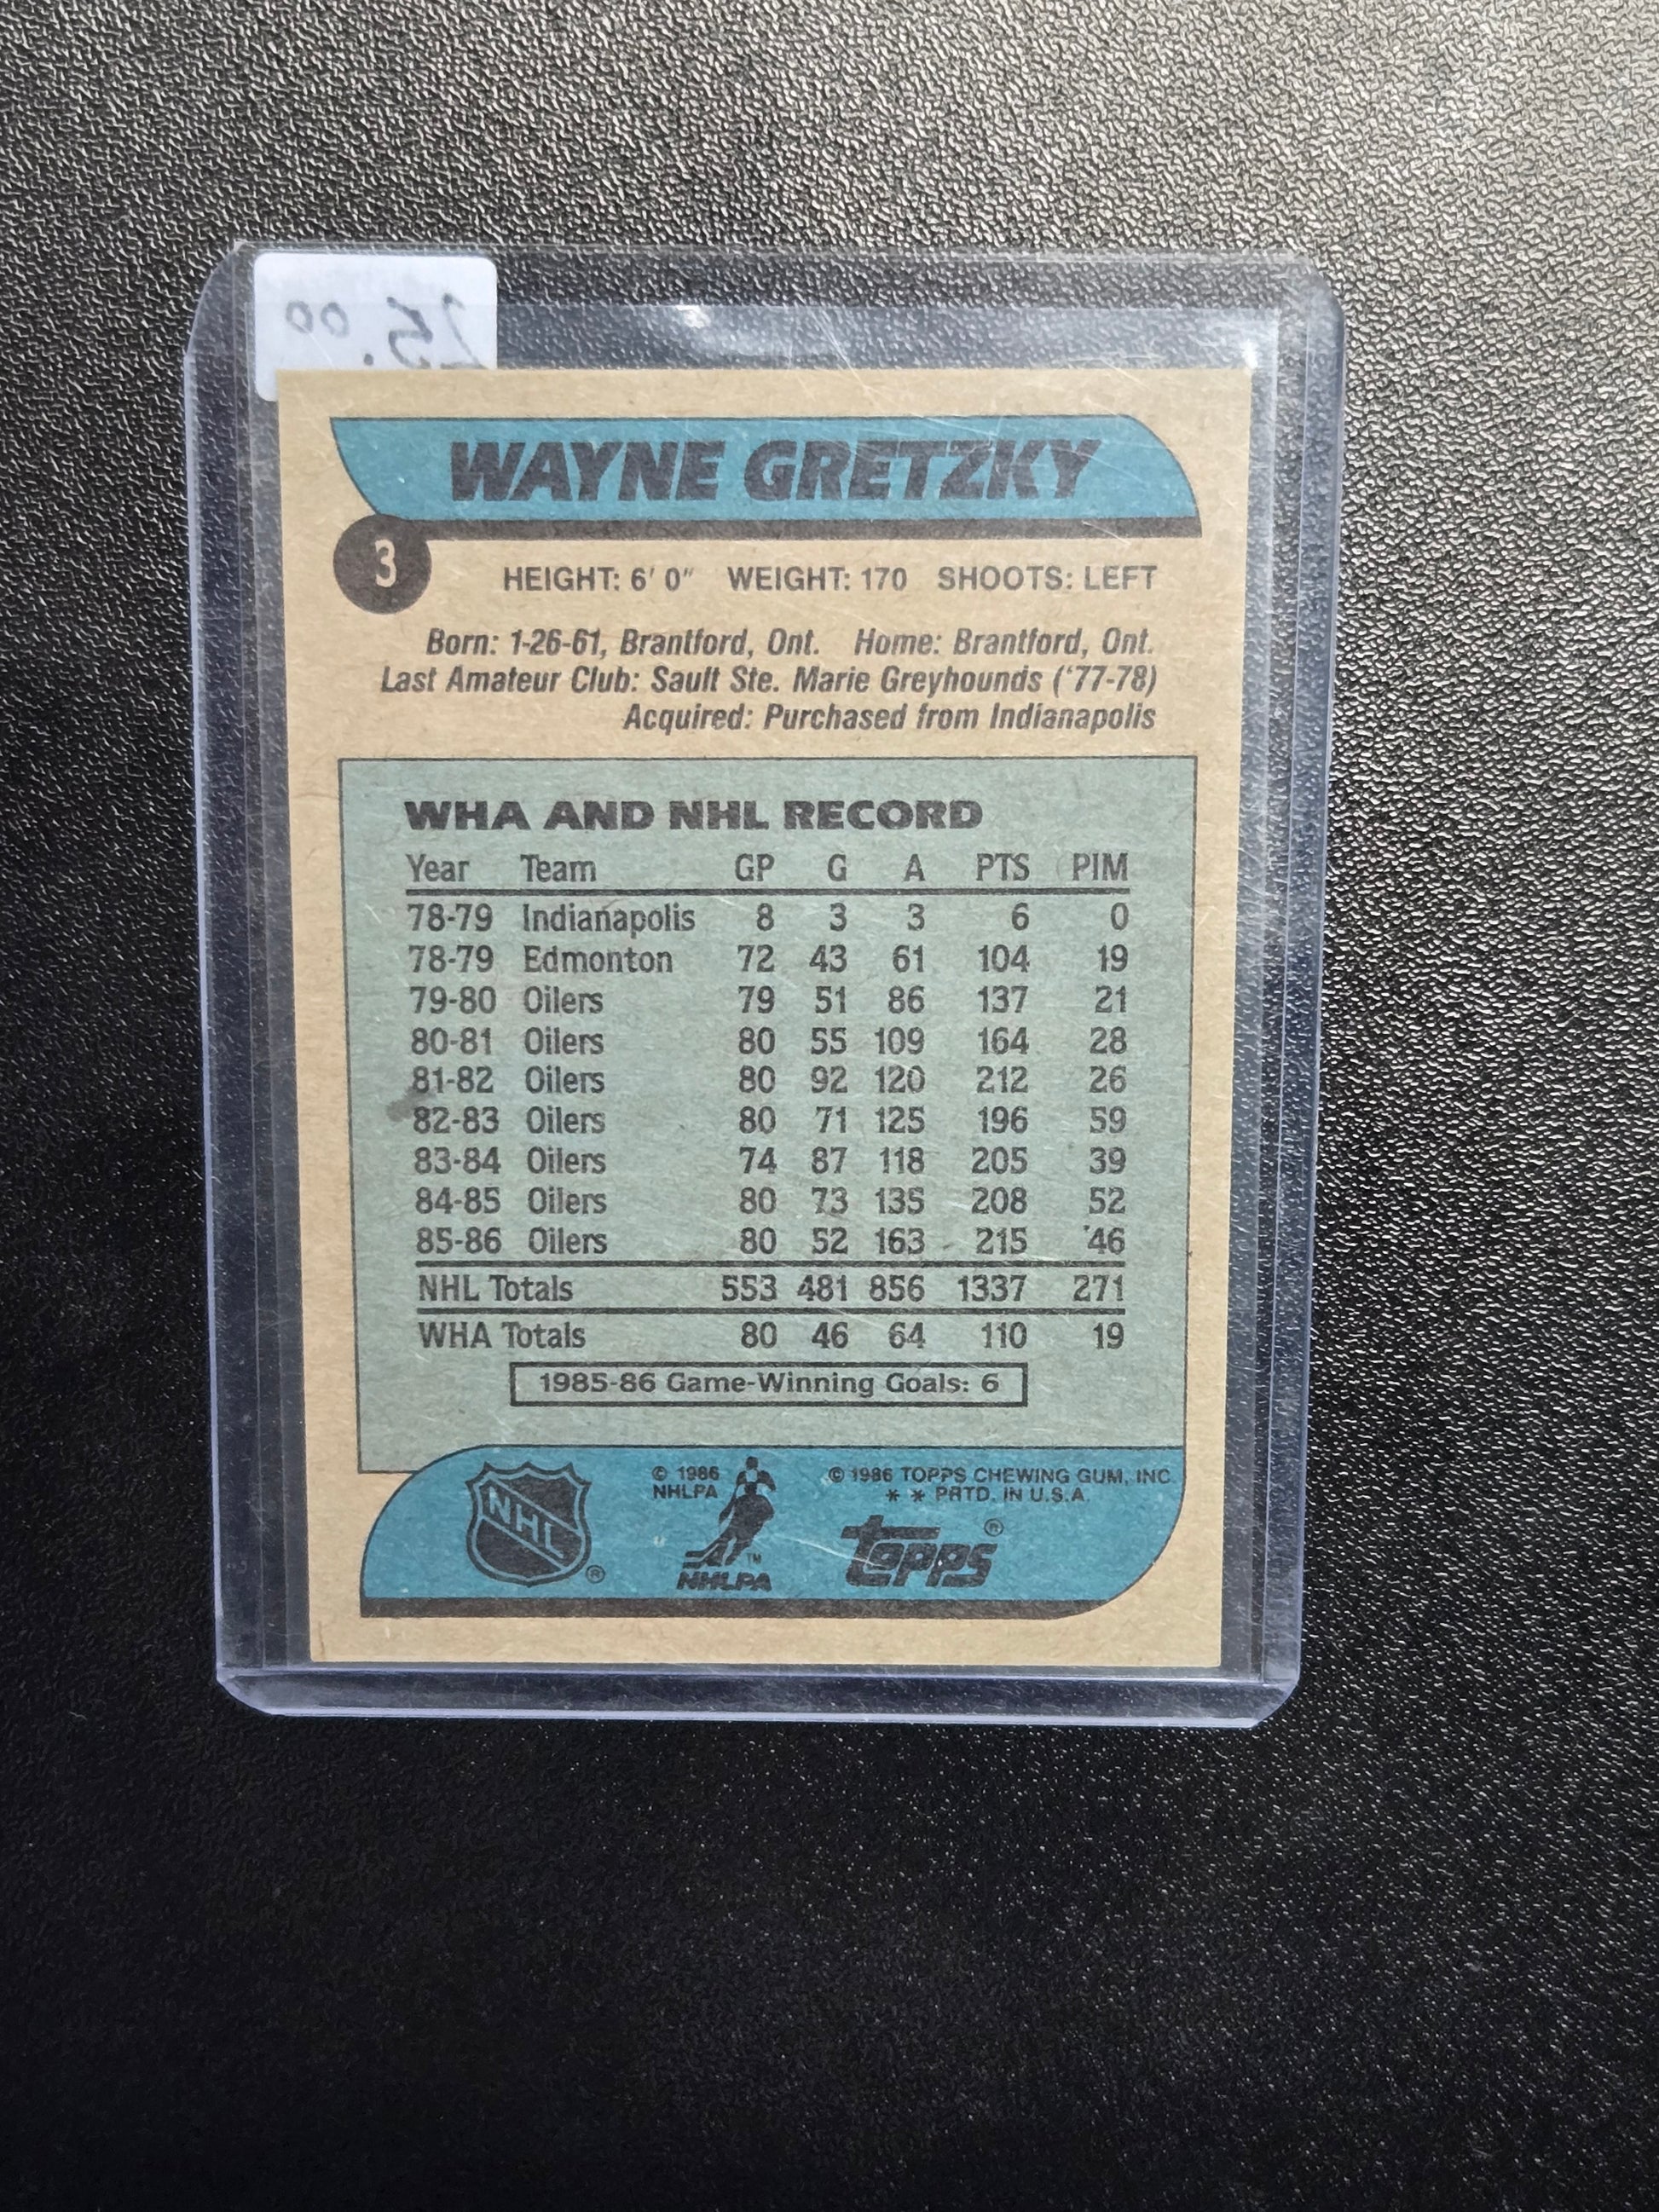 25.00
WAYNE GRETZKY
3
HEIGHT: 6' 0" WEIGHT: 170 SHOOTS: LEFT
Born: 1-26-61, Brantford, Ont. Home: Brantford, Ont.
Last Amateur Club: Sault Ste. Marie Greyhounds ('77-78)
Acquired: Purchased from Indianapolis
WHA AND NHL RECORD
Year Team GP G A PTS PIM
78-79 Indianapolis 8 3 3 6 0
78-79 Edmonton 72 43 61 104 19
79-80 Oilers 79 51 86 137 21
80-81 Oilers 80 55 109 164 28
81-82 Oilers 80 92 120 212 26
82-83 Oilers 80 71 125 196 59
83-84 Oilers 74 87 118 205 39
84-85 Oilers 80 73 135 208 52
85-86 Oilers 80 52 163 215 46
NHL Totals 553 481 856 1337 271
WHA Totals 80 46 64 110 19
1985-86 Game-Winning Goals: 6
NHL ®
© 1986
NHLPA
™
NHLPA
© 1986 TOPPS CHEWING GUM, INC.
* * PRTD. IN U.S.A.
topps ®